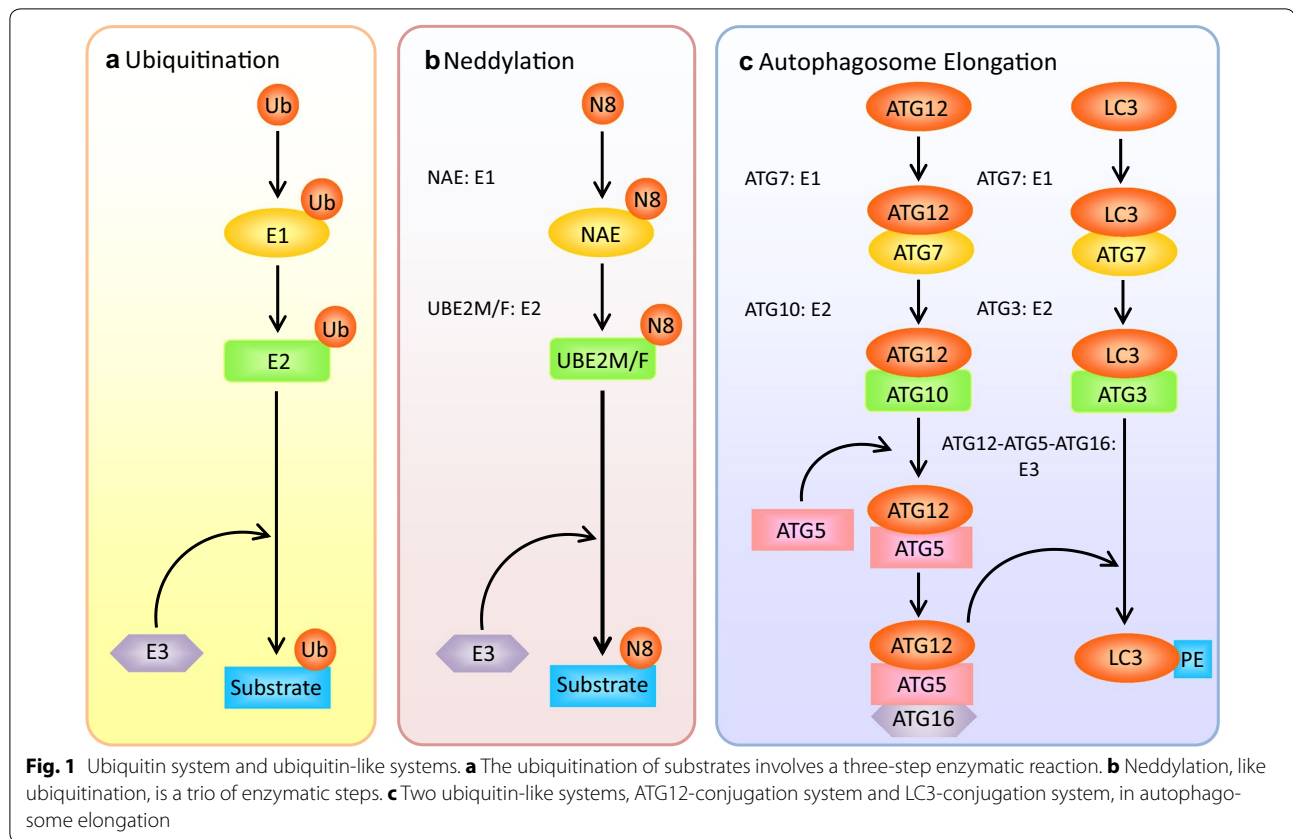 a Ubiquitination
Ub
Ub
E1
Ub
E2
E3
Ub
Substrate
b Neddylation
N8
NAE: E1
N8
NAE
UBE2M/F: E2
N8
UBE2M/F
E3
N8
Substrate
c Autophagosome Elongation
ATG12
LC3
ATG7: E1
ATG7: E1
ATG12
LC3
ATG7
ATG7
ATG10: E2
ATG3: E2
ATG12
LC3
ATG10
ATG3
ATG12-ATG5-ATG16:
E3
ATG12
ATG5
ATG5
ATG12
LC3
PE
ATG5
ATG16
Fig. 1 Ubiquitin system and ubiquitin-like systems. a The ubiquitination of substrates involves a three-step enzymatic reaction. b Neddylation, like
ubiquitination, is a trio of enzymatic steps. c Two ubiquitin-like systems, ATG12-conjugation system and LC3-conjugation system, in autophago-
some elongation